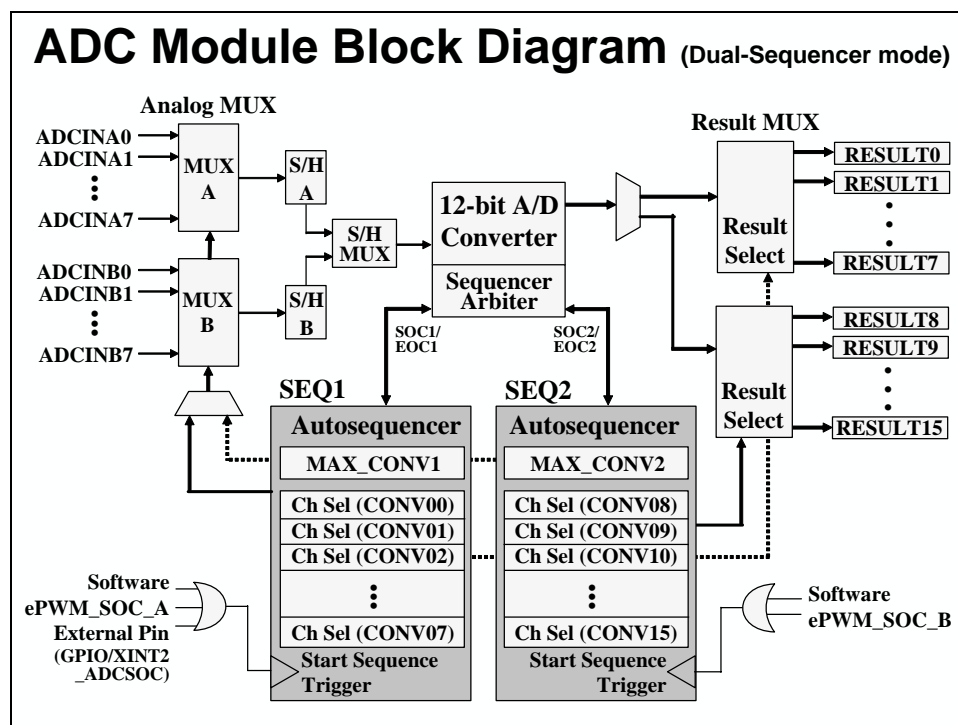 ADC Module Block Diagram (Dual-Sequencer mode)
Analog MUX
ADCINA0
ADCINA1
ADCINA7
MUX
A
S/H
A
ADCINB0
ADCINB1
ADCINB7
MUX
B
S/H
B
S/H
MUX
12-bit A/D
Converter
Sequencer
Arbiter
SOC1/
EOC1
SOC2/
EOC2
Result MUX
Result
Select
RESULT0
RESULT1
RESULT7
Result
Select
RESULT8
RESULT9
RESULT15
SEQ1
Autosequencer
MAX_CONV1
Ch Sel (CONV00)
Ch Sel (CONV01)
Ch Sel (CONV02)
Ch Sel (CONV07)
Start Sequence
Trigger
SEQ2
Autosequencer
MAX_CONV2
Ch Sel (CONV08)
Ch Sel (CONV09)
Ch Sel (CONV10)
Ch Sel (CONV15)
Start Sequence
Trigger
Software
ePWM_SOC_A
External Pin
(GPIO/XINT2
_ADCSOC)
Software
ePWM_SOC_B